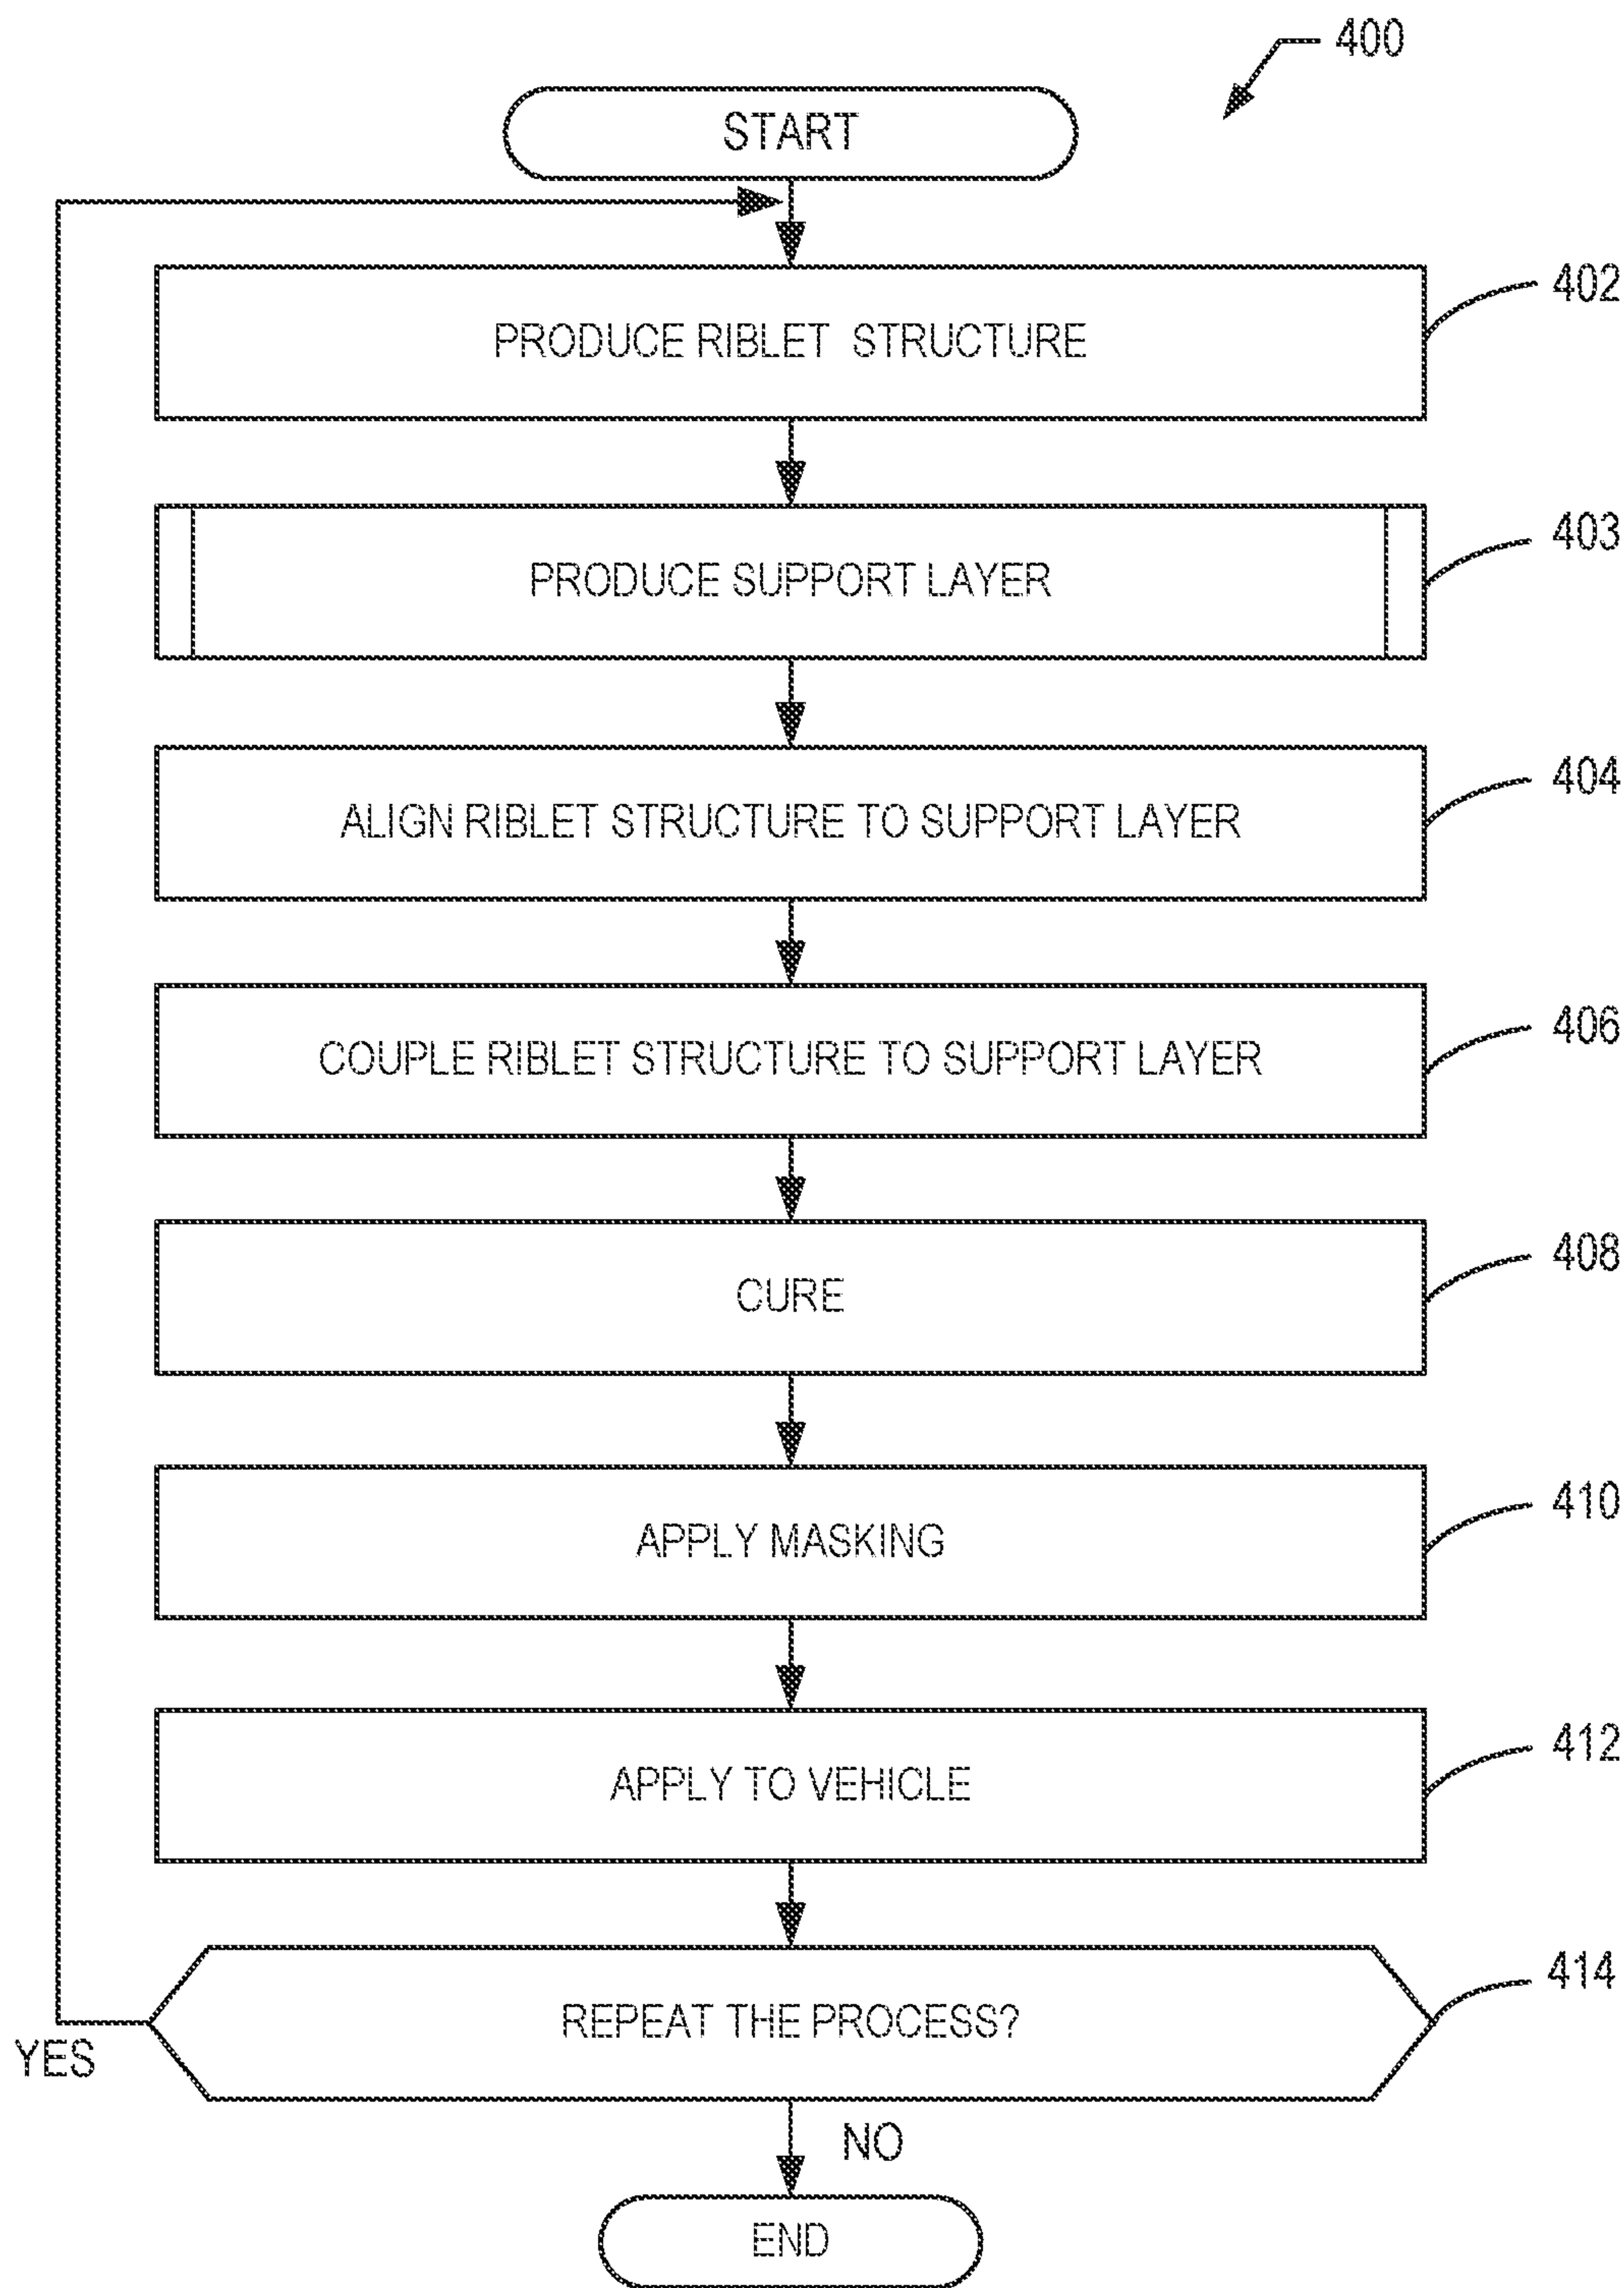 400
START
PRODUCE RIBLET STRUCTURE
402
PRODUCE SUPPORT LAYER
403
ALIGN RIBLET STRUCTURE TO SUPPORT LAYER
404
COUPLE RIBLET STRUCTURE TO SUPPORT LAYER
406
CURE
408
APPLY MASKING
410
APPLY TO VEHICLE
412
REPEAT THE PROCESS?
414
YES
NO
END